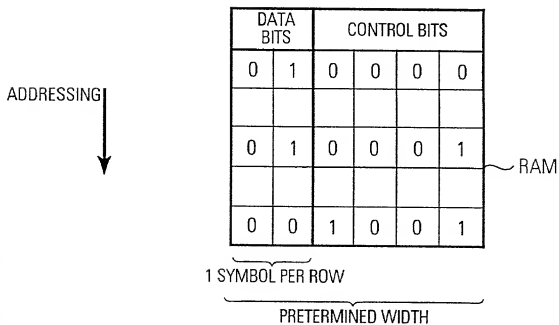 DATA BITS CONTROL BITS
0 1 0 0 0 0
ADDRESSING
0 1 0 0 0 1
RAM
0 0 1 0 0 1
1 SYMBOL PER ROW
PRETERMINED WIDTH